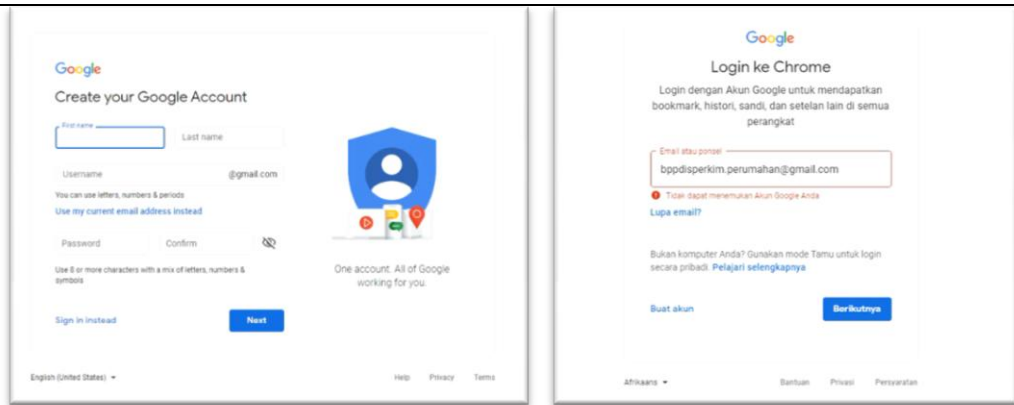 Google
Create your Google Account
First name
Last name
Username @gmail.com
You can use letters, numbers & periods
Use my current email address instead
Password Confirm
Use 8 or more characters with a mix of letters, numbers &
symbols
One account. All of Google
working for you.
Sign in instead
Next
English (United States)
Help Privacy Terms
Google
Login ke Chrome
Login dengan Akun Google untuk mendapatkan
bookmark, histori, sandi, dan setelan lain di semua
perangkat
Email atau ponsel
bppdisperkim.perumahan@gmail.com
Tidak dapat menemukan Akun Google Anda
Lupa email?
Bukan komputer Anda? Gunakan mode Tamu untuk login
secara pribadi. Pelajari selengkapnya
Buat akun
Berikutnya
Afrikaans
Bantuan Privasi Persyaratan